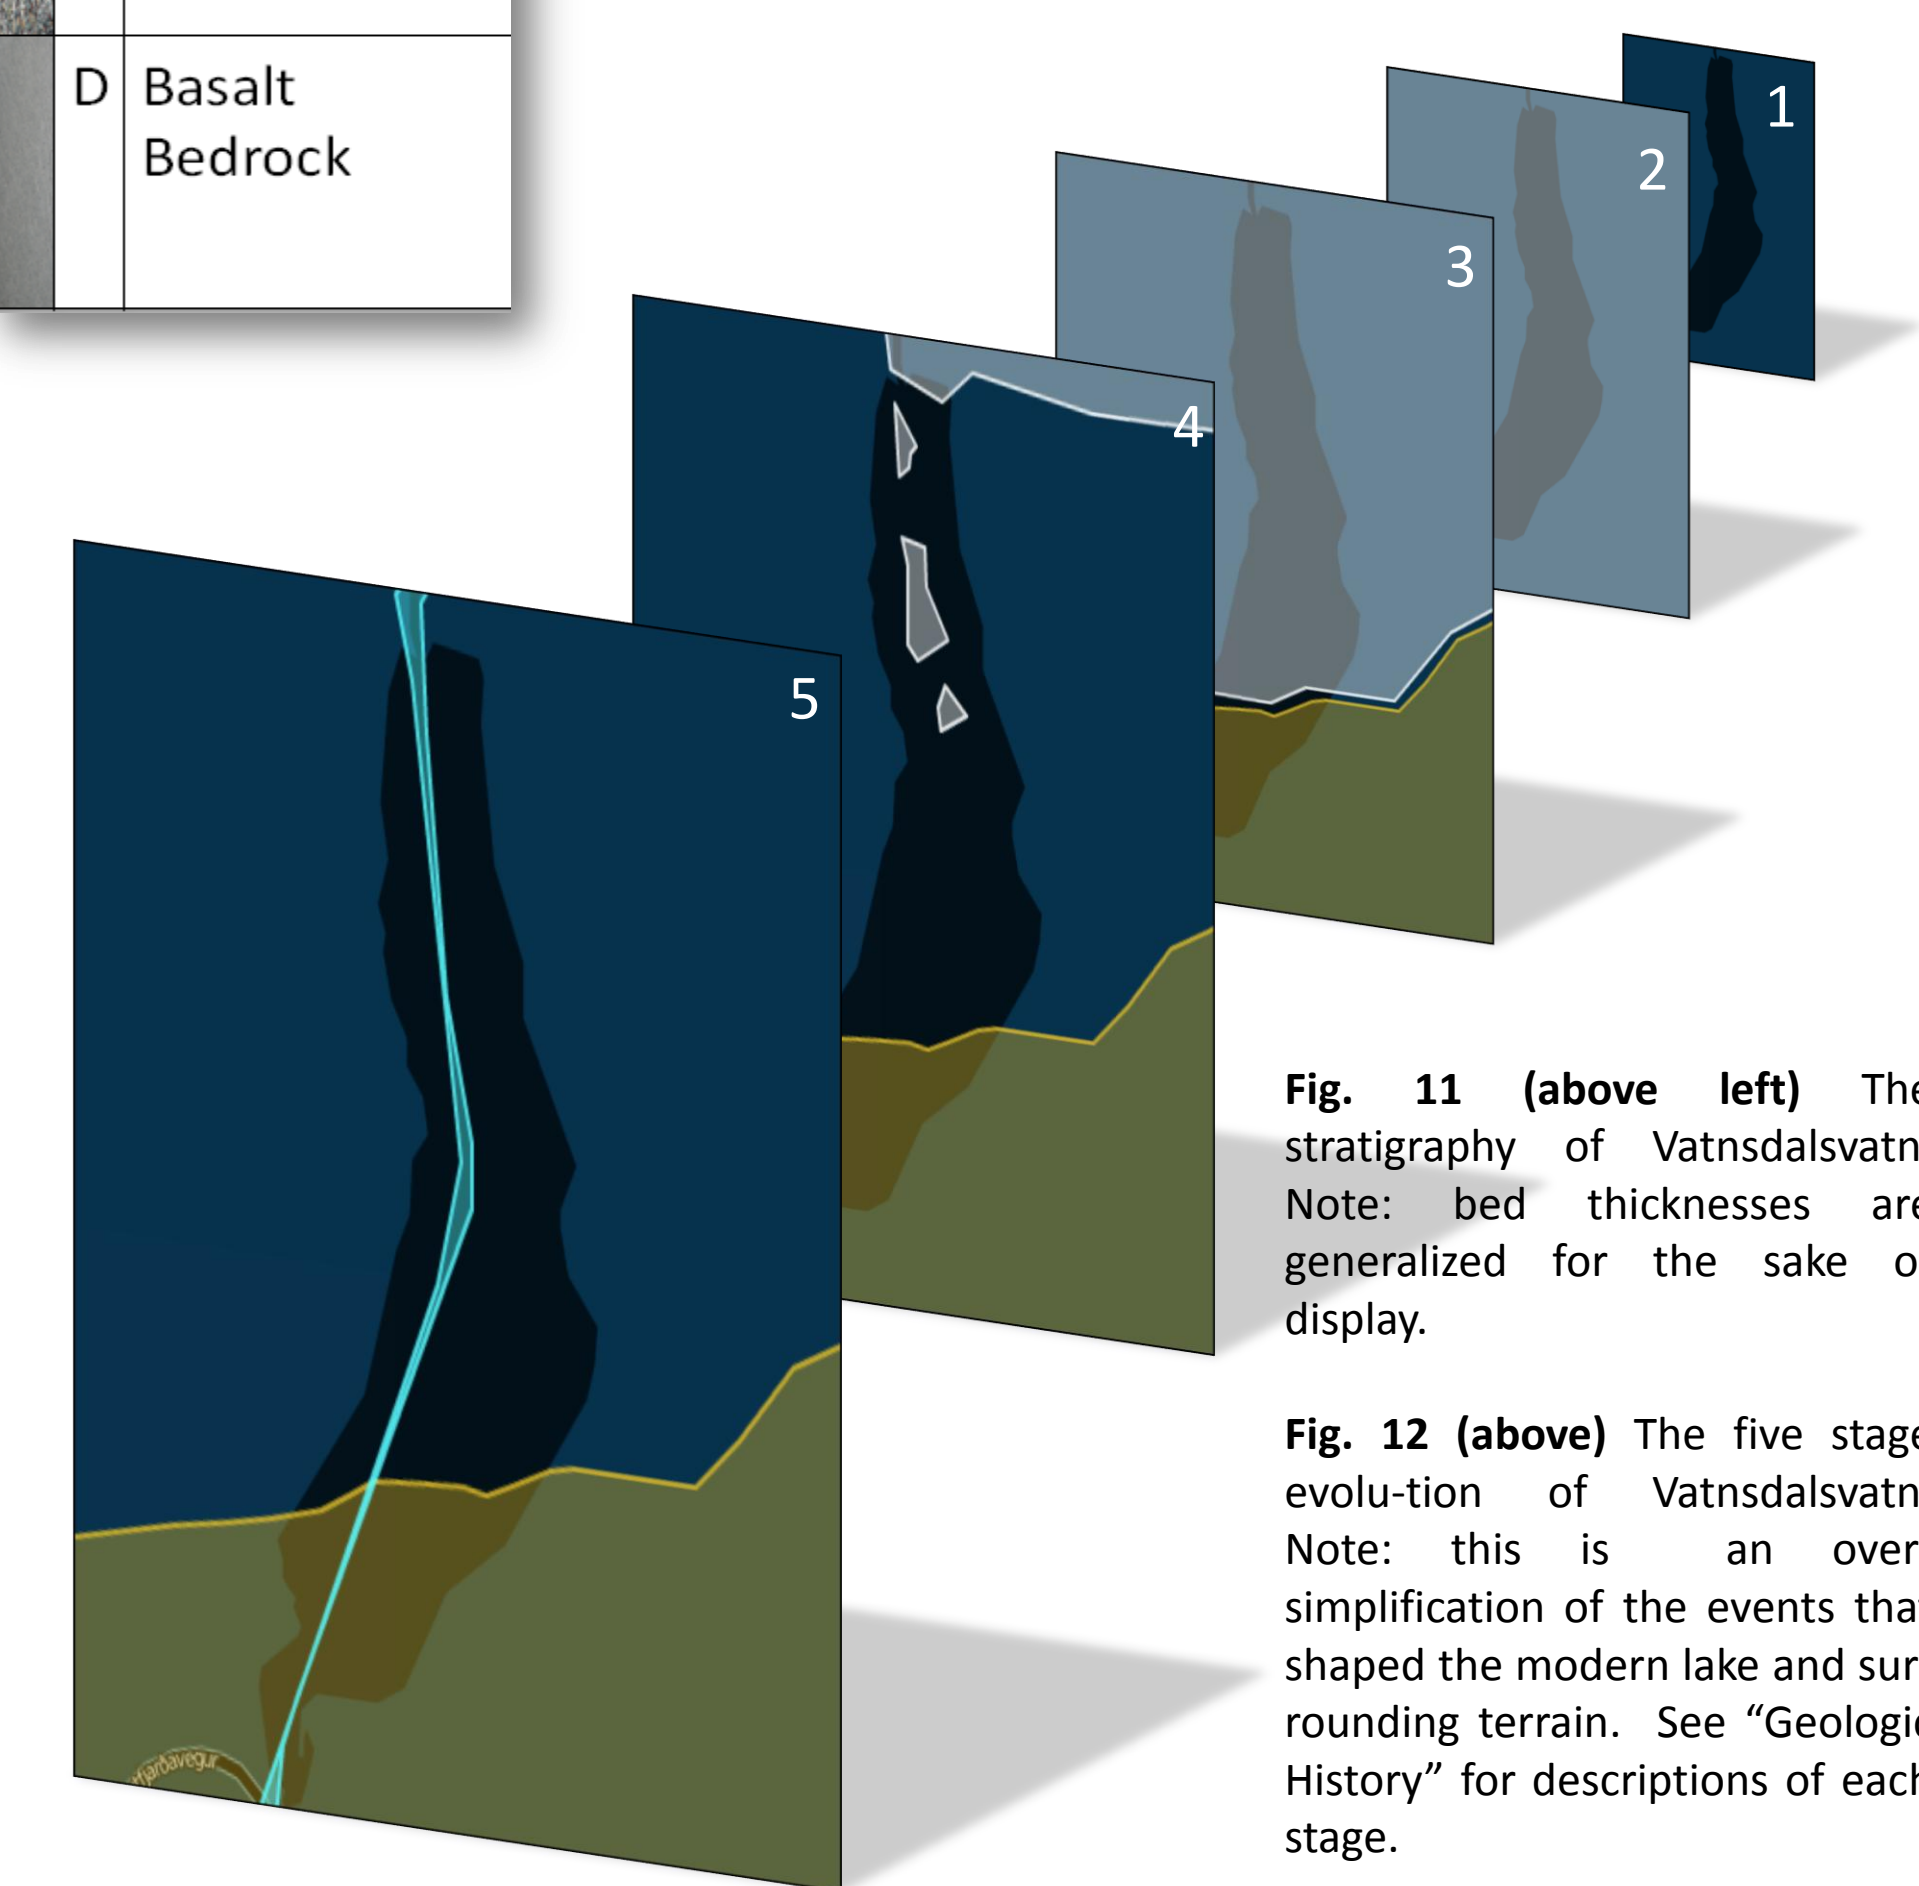 D Basalt
Bedrock
1
2
3
4
5
fjarðavegur
Fig. 11 (above left) The
stratigraphy of Vatnsdalsvatn
Note: bed thicknesses are
generalized for the sake o
display.
Fig. 12 (above) The five stage
evolu-tion of Vatnsdalsvatn
Note: this is an over
simplification of the events that
shaped the modern lake and sur
rounding terrain. See “Geologic
History” for descriptions of each
stage.